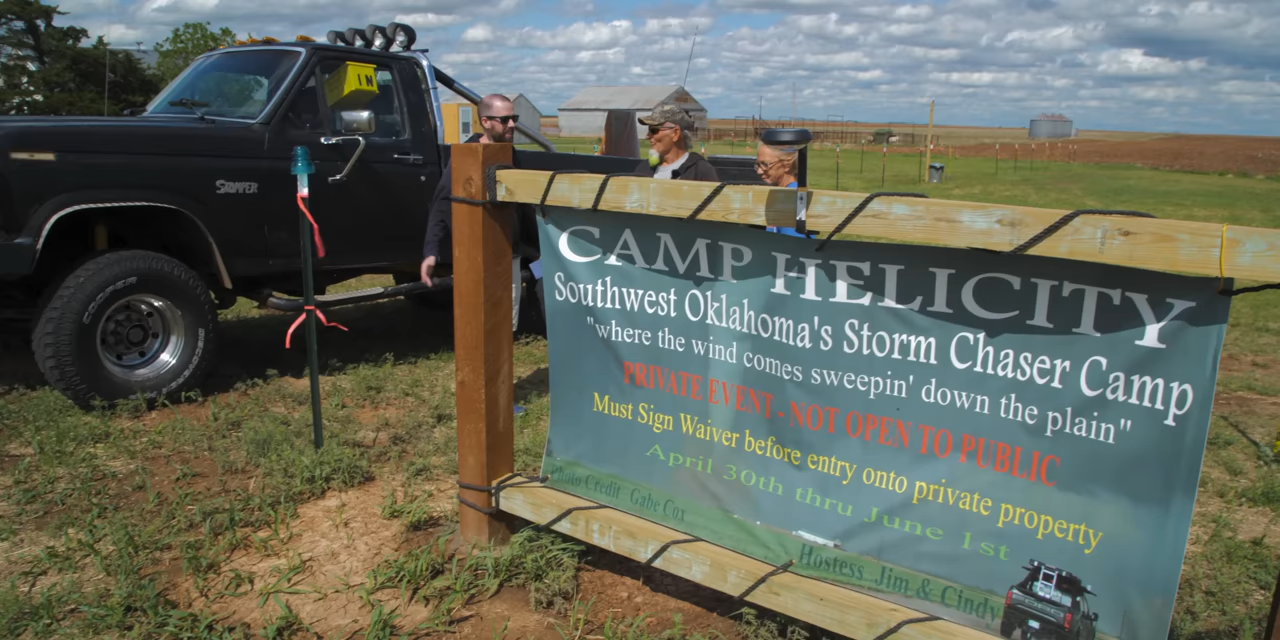 IN
COOPER
CAMP HELICITY
Southwest Oklahoma's Storm Chaser Camp
"where the wind comes sweepin' down the plain"
PRIVATE EVENT - NOT OPEN TO PUBLIC
Must Sign Waiver before entry onto private property
April 30th thru June 1st
Photo Credit Gabe Cox
Hostess Jim & Cindy